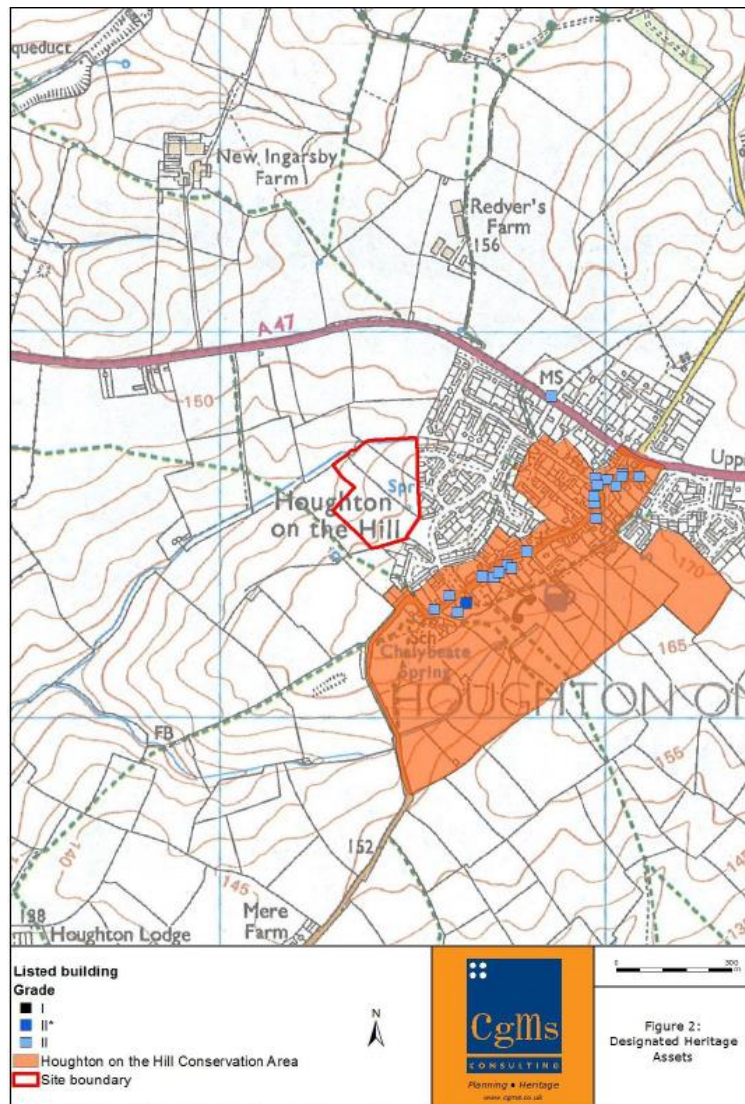 queduct
New Ingarsby
Farm
Redver's
Farm
156
A 47
MS
150
Uppi
Spr
Houghton
on the Hill
170
Sch
Chalybeate
Spring
165
HOUGHTON ON
FB
155
152
140
145
Mere
Farm
138
Houghton Lodge
Listed building
Grade
I
II*
II
Houghton on the Hill Conservation Area
Site boundary
N
CgMs
CONSULTING
Planning • Heritage
www.cgms.co.uk
0 300 m
Figure 2:
Designated Heritage
Assets